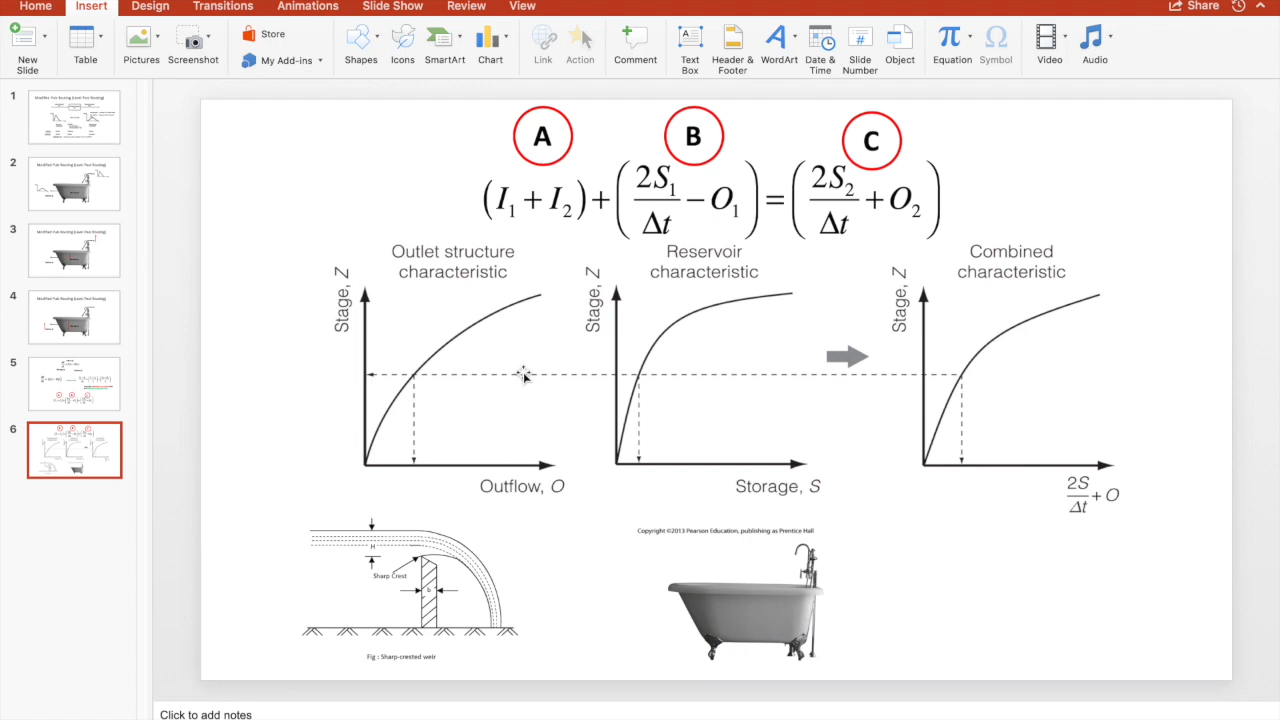 Home Insert Design Transitions Animations Slide Show Review View Share
New Slide
Table
Pictures
Screenshot
Store
My Add-ins
Shapes
Icons
SmartArt
Chart
Link
Action
Comment
Text Box
Header & Footer
WordArt
Date & Time
Slide Number
Object
Equation
Symbol
Video
Audio
1
2
3
4
5
6
A B C
(I₁ + I₂) + (2S₁/Δt − O₁) = (2S₂/Δt + O₂)
Outlet structure
characteristic
Stage, Z
Outflow, O
Reservoir
characteristic
Stage, Z
Storage, S
Combined
characteristic
Stage, Z
2S/Δt + O
H
Sharp Crest
b
Fig : Sharp-crested weir
Copyright ©2013 Pearson Education, publishing as Prentice Hall
Click to add notes